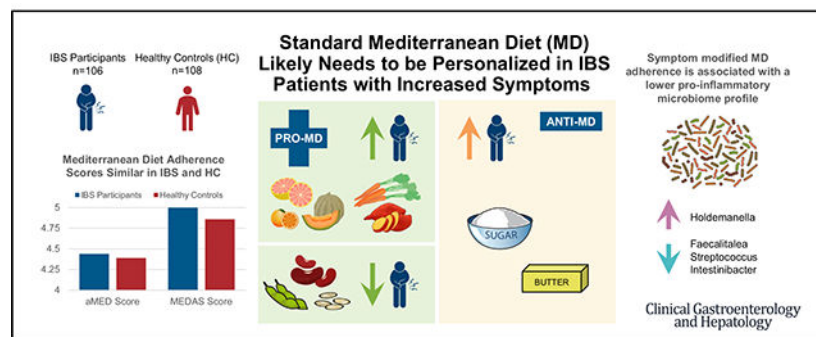 IBS Participants
n=106
Healthy Controls (HC)
n=108
Mediterranean Diet Adherence
Scores Similar in IBS and HC
IBS Participants
Healthy Controls
5
4.75
4.5
4.25
4
aMED Score
MEDAS Score
Standard Mediterranean Diet (MD)
Likely Needs to be Personalized in IBS
Patients with Increased Symptoms
PRO-MD
ANTI-MD
SUGAR
BUTTER
Symptom modified MD
adherence is associated with a
lower pro-inflammatory
microbiome profile
Holdemanella
Faecalitalea
Streptococcus
Intestinibacter
Clinical Gastroenterology
and Hepatology